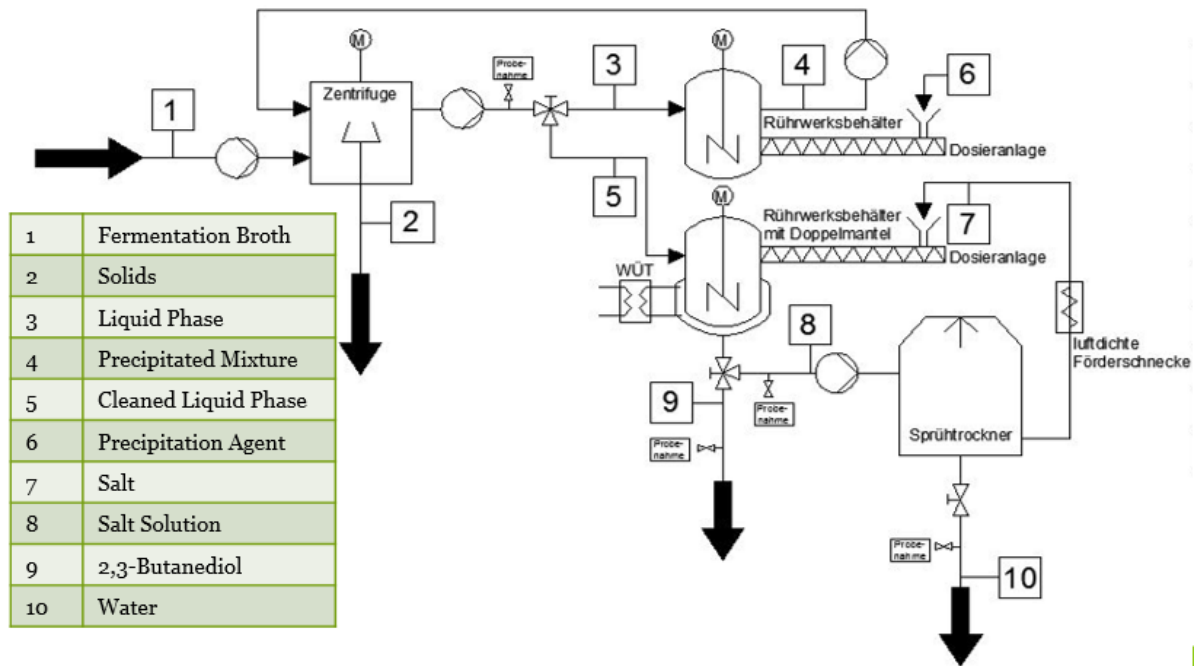 M
M
Probe-
nahme
3
4
6
Zentrifuge
1
Rührwerksbehälter
Dosieranlage
5
M
2
Rührwerksbehälter
mit Doppelmantel
7
Dosieranlage
WÜT
8
luftdichte
Förderschnecke
9
Probe-
nahme
Sprühtrockner
Probe-
nahme
Probe-
nahme
10
1 Fermentation Broth
2 Solids
3 Liquid Phase
4 Precipitated Mixture
5 Cleaned Liquid Phase
6 Precipitation Agent
7 Salt
8 Salt Solution
9 2,3-Butanediol
10 Water